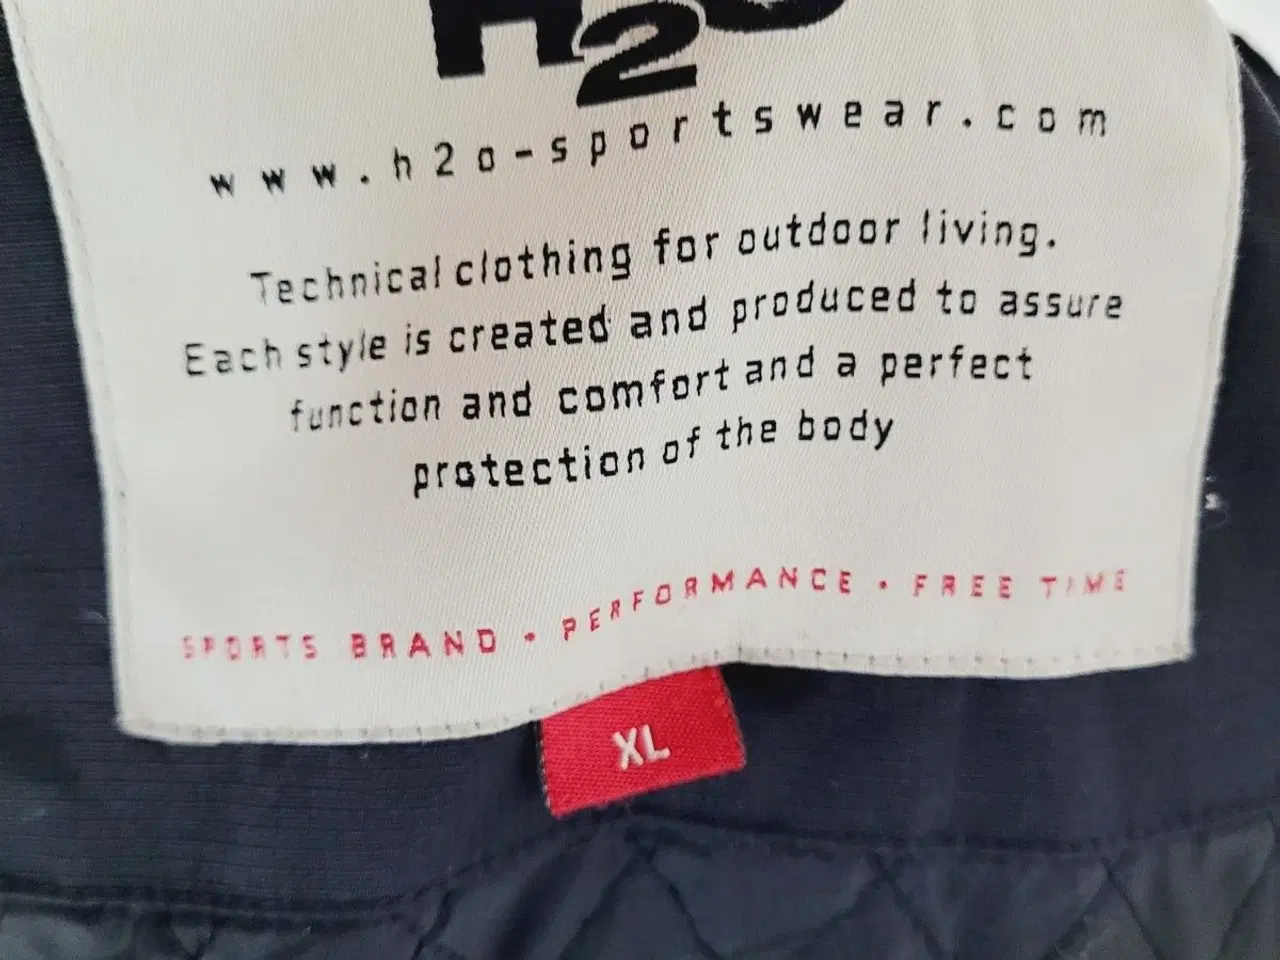 H2O
www.h2o-sportswear.com
Technical clothing for outdoor living.
Each style is created and produced to assure
function and comfort and a perfect
protection of the body
SPORTS BRAND • PERFORMANCE • FREE TIME
XL